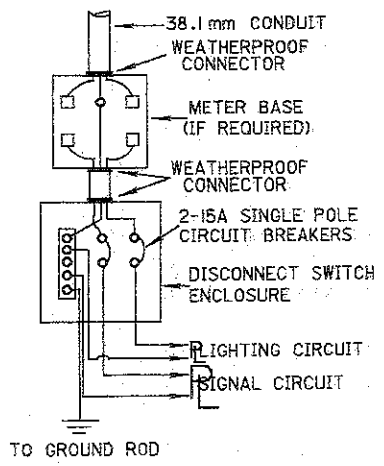 38.1mm CONDUIT
WEATHERPROOF
CONNECTOR
METER BASE
(IF REQUIRED)
WEATHERPROOF
CONNECTOR
2-15A SINGLE POLE
CIRCUIT BREAKERS
DISCONNECT SWITCH
ENCLOSURE
LIGHTING CIRCUIT
SIGNAL CIRCUIT
TO GROUND ROD